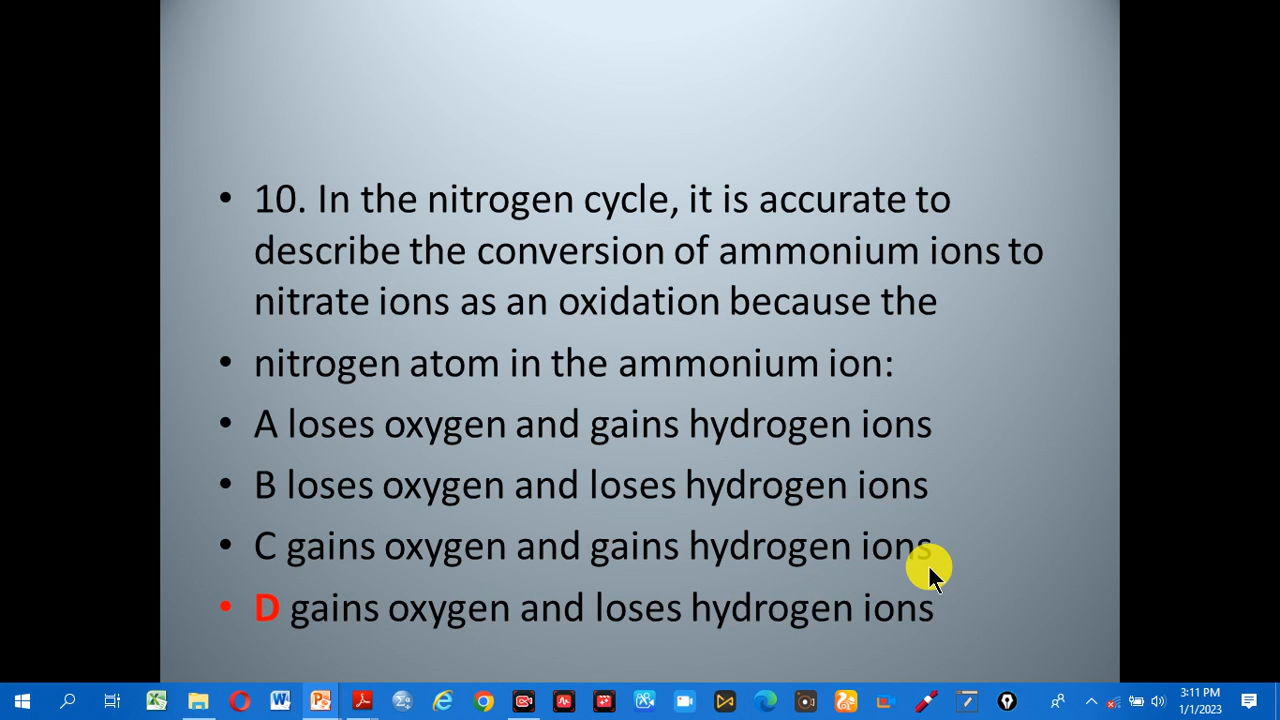 • 10. In the nitrogen cycle, it is accurate to
describe the conversion of ammonium ions to
nitrate ions as an oxidation because the
• nitrogen atom in the ammonium ion:
• A loses oxygen and gains hydrogen ions
• B loses oxygen and loses hydrogen ions
• C gains oxygen and gains hydrogen ions
• D gains oxygen and loses hydrogen ions
3:11 PM
1/1/2023